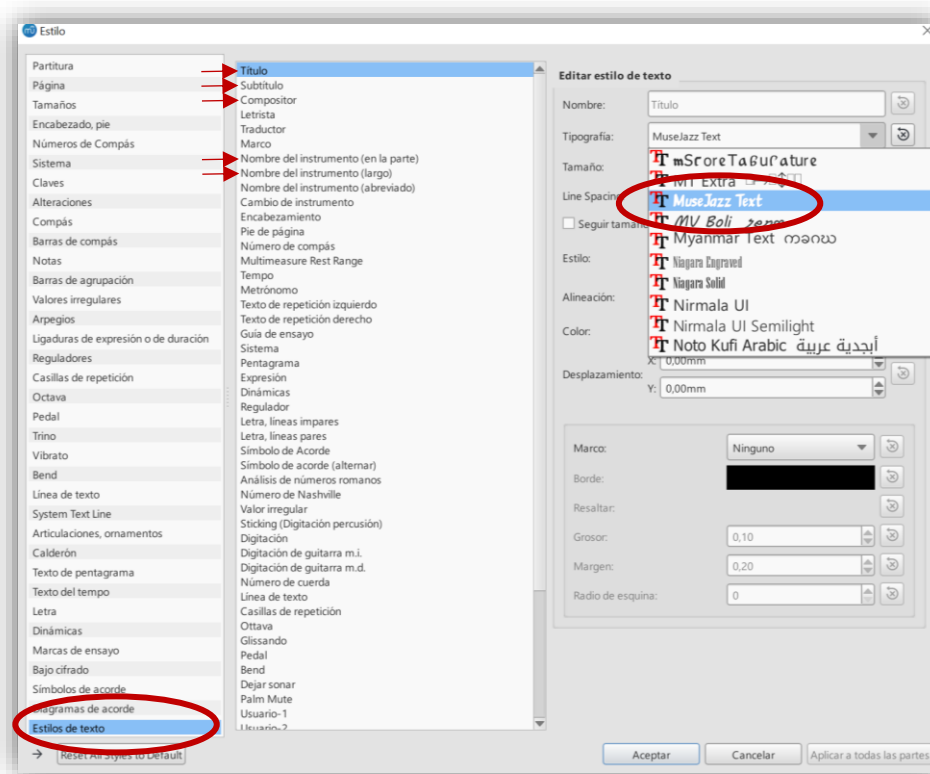 Estilo
Partitura
Página
Tamaños
Encabezado, pie
Números de Compás
Sistema
Claves
Alteraciones
Compás
Barras de compás
Notas
Barras de agrupación
Valores irregulares
Arpegios
Ligaduras de expresión o de duración
Reguladores
Casillas de repetición
Octava
Pedal
Trino
Vibrato
Bend
Línea de texto
System Text Line
Articulaciones, ornamentos
Calderón
Texto de pentagrama
Texto del tempo
Letra
Dinámicas
Marcas de ensayo
Bajo cifrado
Símbolos de acorde
Diagramas de acorde
Estilos de texto
Reset All Styles to Default
Título
Subtítulo
Compositor
Letrista
Traductor
Marco
Nombre del instrumento (en la parte)
Nombre del instrumento (largo)
Nombre del instrumento (abreviado)
Cambio de instrumento
Encabezamiento
Pie de página
Número de compás
Multimeasure Rest Range
Tempo
Metrónomo
Texto de repetición izquierdo
Texto de repetición derecho
Guía de ensayo
Sistema
Pentagrama
Expresión
Dinámicas
Regulador
Letra, líneas impares
Letra, líneas pares
Símbolo de Acorde
Símbolo de acorde (alternar)
Análisis de números romanos
Número de Nashville
Valor irregular
Sticking (Digitación percusión)
Digitación
Digitación de guitarra m.i.
Digitación de guitarra m.d.
Número de cuerda
Línea de texto
Casillas de repetición
Ottava
Glissando
Pedal
Bend
Dejar sonar
Palm Mute
Usuario-1
Usuario-2
Editar estilo de texto
Nombre: Título
Tipografía: MuseJazz Text
Tamaño:
Line Spacing
Seguir tamaño
Estilo:
Alineación:
Color:
mScoreTaBuRature
MT Extra
MuseJazz Text
MV Boli
Myanmar Text
Niagara Engraved
Niagara Solid
Nirmala UI
Nirmala UI Semilight
Noto Kufi Arabic أبجدية عربية
Desplazamiento:
X: 0,00mm
Y: 0,00mm
Marco: Ninguno
Borde:
Resaltar:
Grosor: 0,10
Margen: 0,20
Radio de esquina: 0
Aceptar
Cancelar
Aplicar a todas las partes